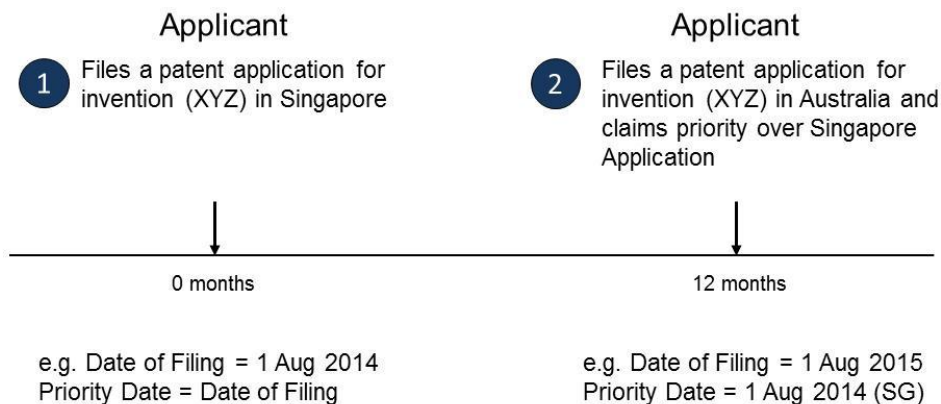 Applicant
1
Files a patent application for
invention (XYZ) in Singapore
Applicant
2
Files a patent application for
invention (XYZ) in Australia and
claims priority over Singapore
Application
0 months
12 months
e.g. Date of Filing = 1 Aug 2014
Priority Date = Date of Filing
e.g. Date of Filing = 1 Aug 2015
Priority Date = 1 Aug 2014 (SG)